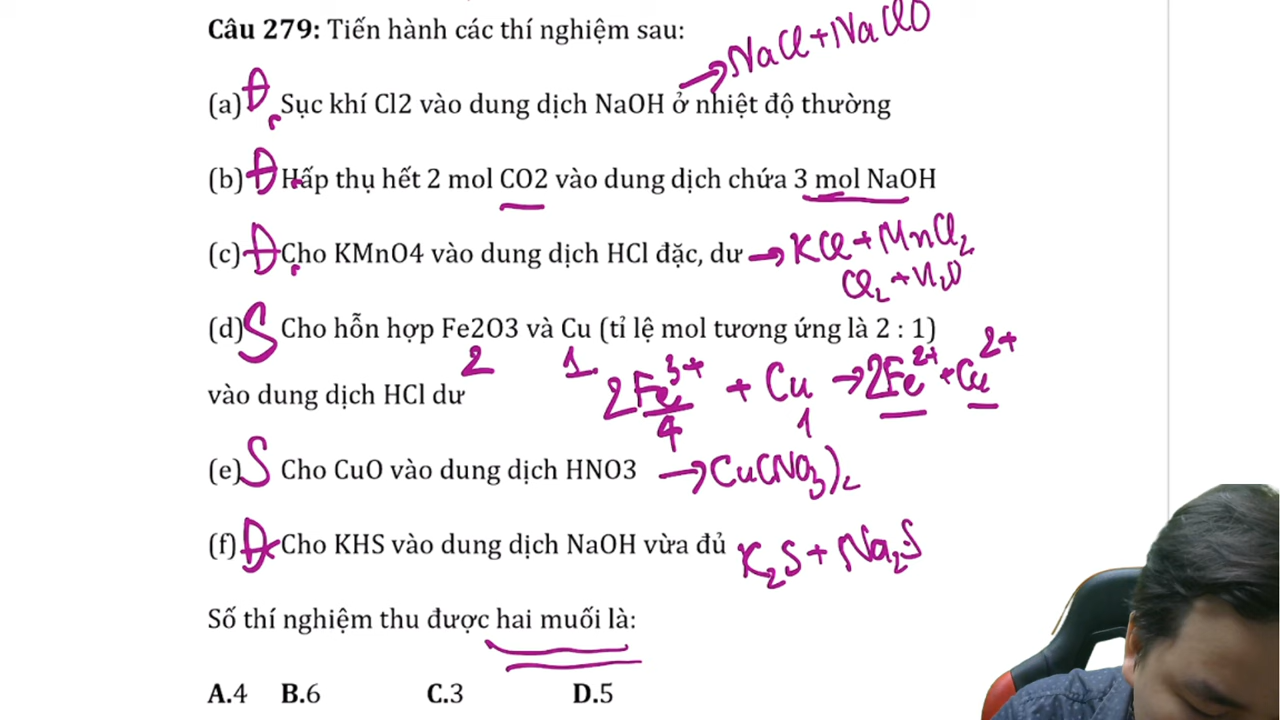 Câu 279: Tiến hành các thí nghiệm sau:
→ NaCl + NaClO
(a) Đ Sục khí Cl2 vào dung dịch NaOH ở nhiệt độ thường
(b) Đ Hấp thụ hết 2 mol CO2 vào dung dịch chứa 3 mol NaOH
(c) Đ Cho KMnO4 vào dung dịch HCl đặc, dư → KCl + MnCl2
Cl2 + H2O
(d) S Cho hỗn hợp Fe2O3 và Cu (tỉ lệ mol tương ứng là 2 : 1)
2 1
vào dung dịch HCl dư 2Fe3+ + Cu → 2Fe2+ + Cu2+
4 1
(e) S Cho CuO vào dung dịch HNO3 → Cu(NO3)2
(f) Đ Cho KHS vào dung dịch NaOH vừa đủ K2S + Na2S
Số thí nghiệm thu được hai muối là:
A.4 B.6 C.3 D.5